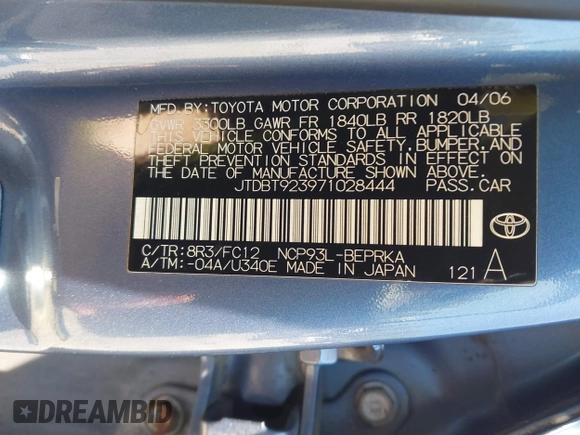 MFD. BY: TOYOTA MOTOR CORPORATION 04/06
GVWR 3300LB GAWR FR 1840LB RR 1820LB
THIS VEHICLE CONFORMS TO ALL APPLICABLE
FEDERAL MOTOR VEHICLE SAFETY, BUMPER, AND
THEFT PREVENTION STANDARDS IN EFFECT ON
THE DATE OF MANUFACTURE SHOWN ABOVE.
JTDBT923971028444 PASS. CAR
C/TR: 8R3/FC12 NCP93L-BEPRKA
A/TM: -04A/U340E MADE IN JAPAN 121 A
DREAMBID